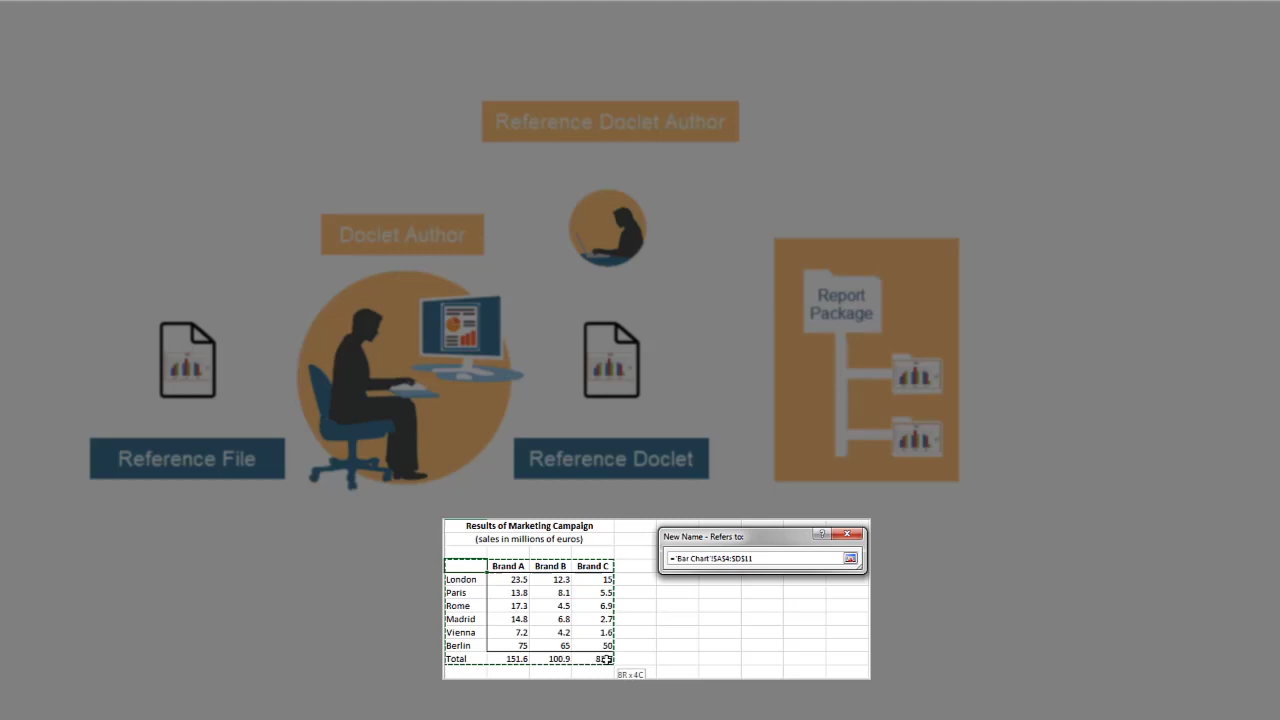 Reference Doclet Author
Doclet Author
Report
Package
Reference File
Reference Doclet
Results of Marketing Campaign
(sales in millions of euros)
Brand A Brand B Brand C
London 23.5 12.3 15
Paris 13.8 8.1 5.5
Rome 17.3 4.5 6.9
Madrid 14.8 6.8 2.7
Vienna 7.2 4.2 1.6
Berlin 75 65 50
Total 151.6 100.9
8R x 4C
New Name - Refers to:
='Bar Chart'!$A$4:$D$11